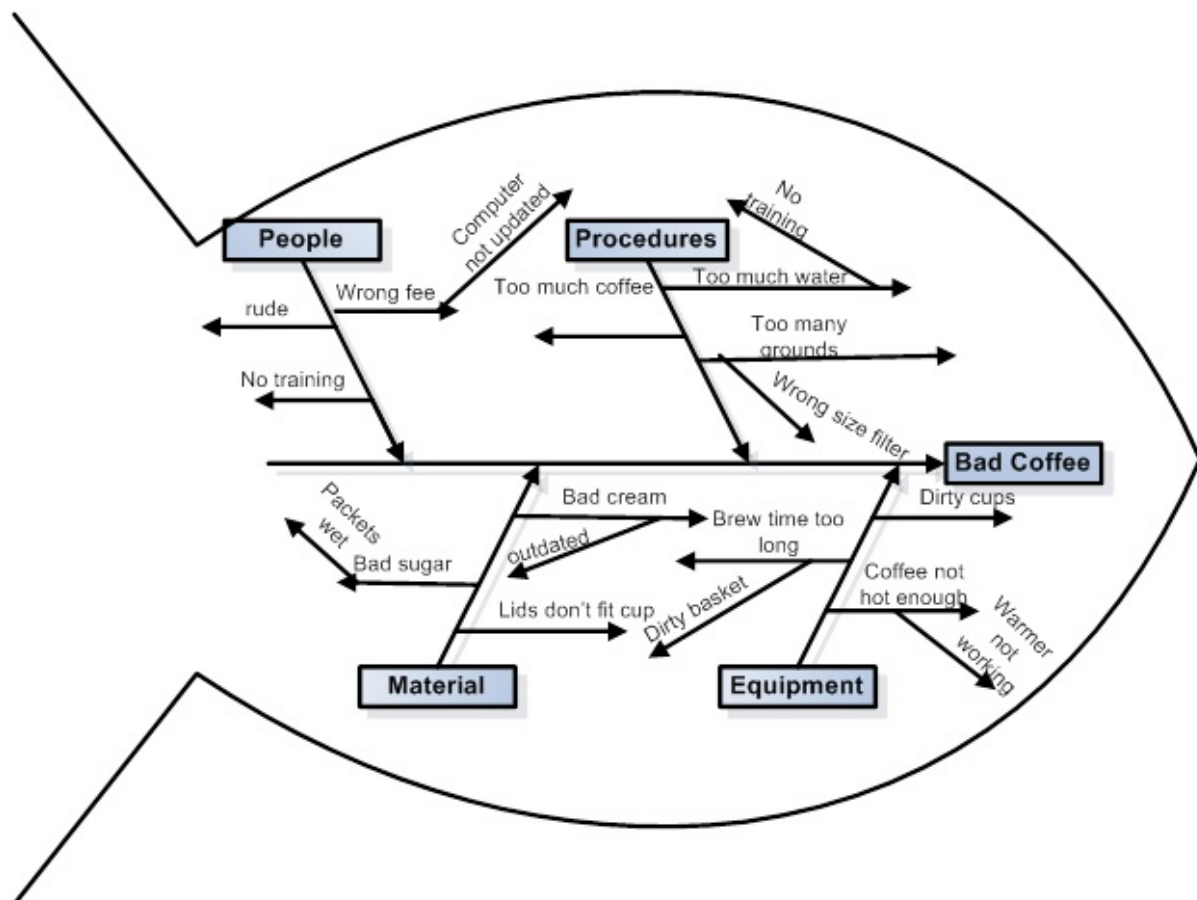 People
Computer
not updated
Wrong fee
rude
No training
Procedures
No
training
Too much coffee
Too much water
Too many
grounds
Wrong size filter
Bad Coffee
Packets
wet
Bad sugar
Bad cream
outdated
Lids don't fit cup
Material
Brew time too
long
Dirty basket
Dirty cups
Coffee not
hot enough
Warmer
not
working
Equipment